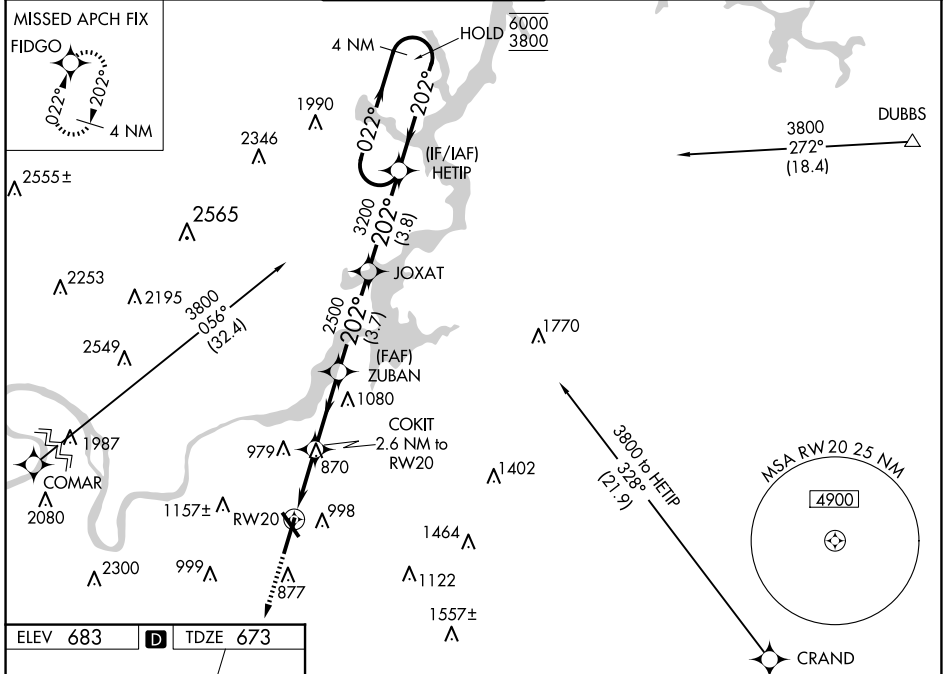 MISSED APCH FIX
FIDGO
022°
202°
4 NM
4 NM
HOLD
6000
3800
022°
202°
(IF/IAF)
HETIP
DUBBS
3800
272°
(18.4)
1990
2346
2555±
2565
3200
202°
(3.8)
JOXAT
2253
2195
3800
056°
(32.4)
2500
202°
(3.7)
(FAF)
ZUBAN
1770
2549
1080
COKIT
2.6 NM to
RW20
979
870
1987
COMAR
2080
1402
3800 to HETIP
328°
(21.9)
MSA RW20 25 NM
4900
1157±
RW20
998
1464
2300
999
877
1122
1557±
CRAND
ELEV 683
D
TDZE 673